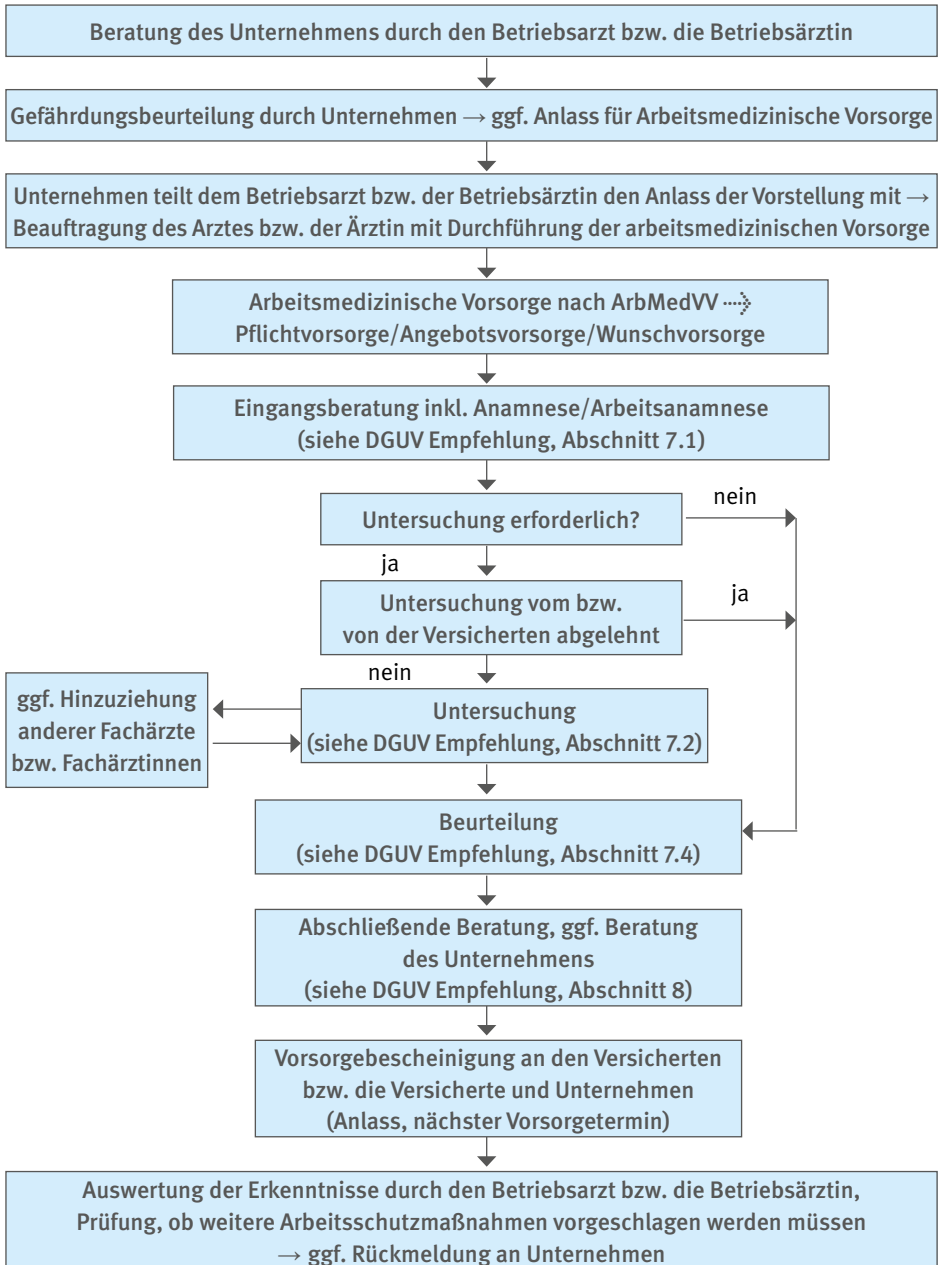 Beratung des Unternehmens durch den Betriebsarzt bzw. die Betriebsärztin
Gefährdungsbeurteilung durch Unternehmen → ggf. Anlass für Arbeitsmedizinische Vorsorge
Unternehmen teilt dem Betriebsarzt bzw. der Betriebsärztin den Anlass der Vorstellung mit →
Beauftragung des Arztes bzw. der Ärztin mit Durchführung der arbeitsmedizinischen Vorsorge
Arbeitsmedizinische Vorsorge nach ArbMedVV ⤑
Pflichtvorsorge/Angebotsvorsorge/Wunschvorsorge
Eingangsberatung inkl. Anamnese/Arbeitsanamnese
(siehe DGUV Empfehlung, Abschnitt 7.1)
nein
Untersuchung erforderlich?
ja
Untersuchung vom bzw.
von der Versicherten abgelehnt
ja
nein
ggf. Hinzuziehung
anderer Fachärzte
bzw. Fachärztinnen
Untersuchung
(siehe DGUV Empfehlung, Abschnitt 7.2)
Beurteilung
(siehe DGUV Empfehlung, Abschnitt 7.4)
Abschließende Beratung, ggf. Beratung
des Unternehmens
(siehe DGUV Empfehlung, Abschnitt 8)
Vorsorgebescheinigung an den Versicherten
bzw. die Versicherte und Unternehmen
(Anlass, nächster Vorsorgetermin)
Auswertung der Erkenntnisse durch den Betriebsarzt bzw. die Betriebsärztin,
Prüfung, ob weitere Arbeitsschutzmaßnahmen vorgeschlagen werden müssen
→ ggf. Rückmeldung an Unternehmen